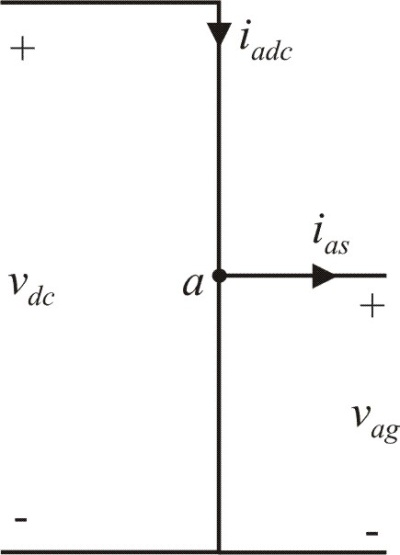 +
i_adc
i_as
a
+
v_dc
v_ag
-
-